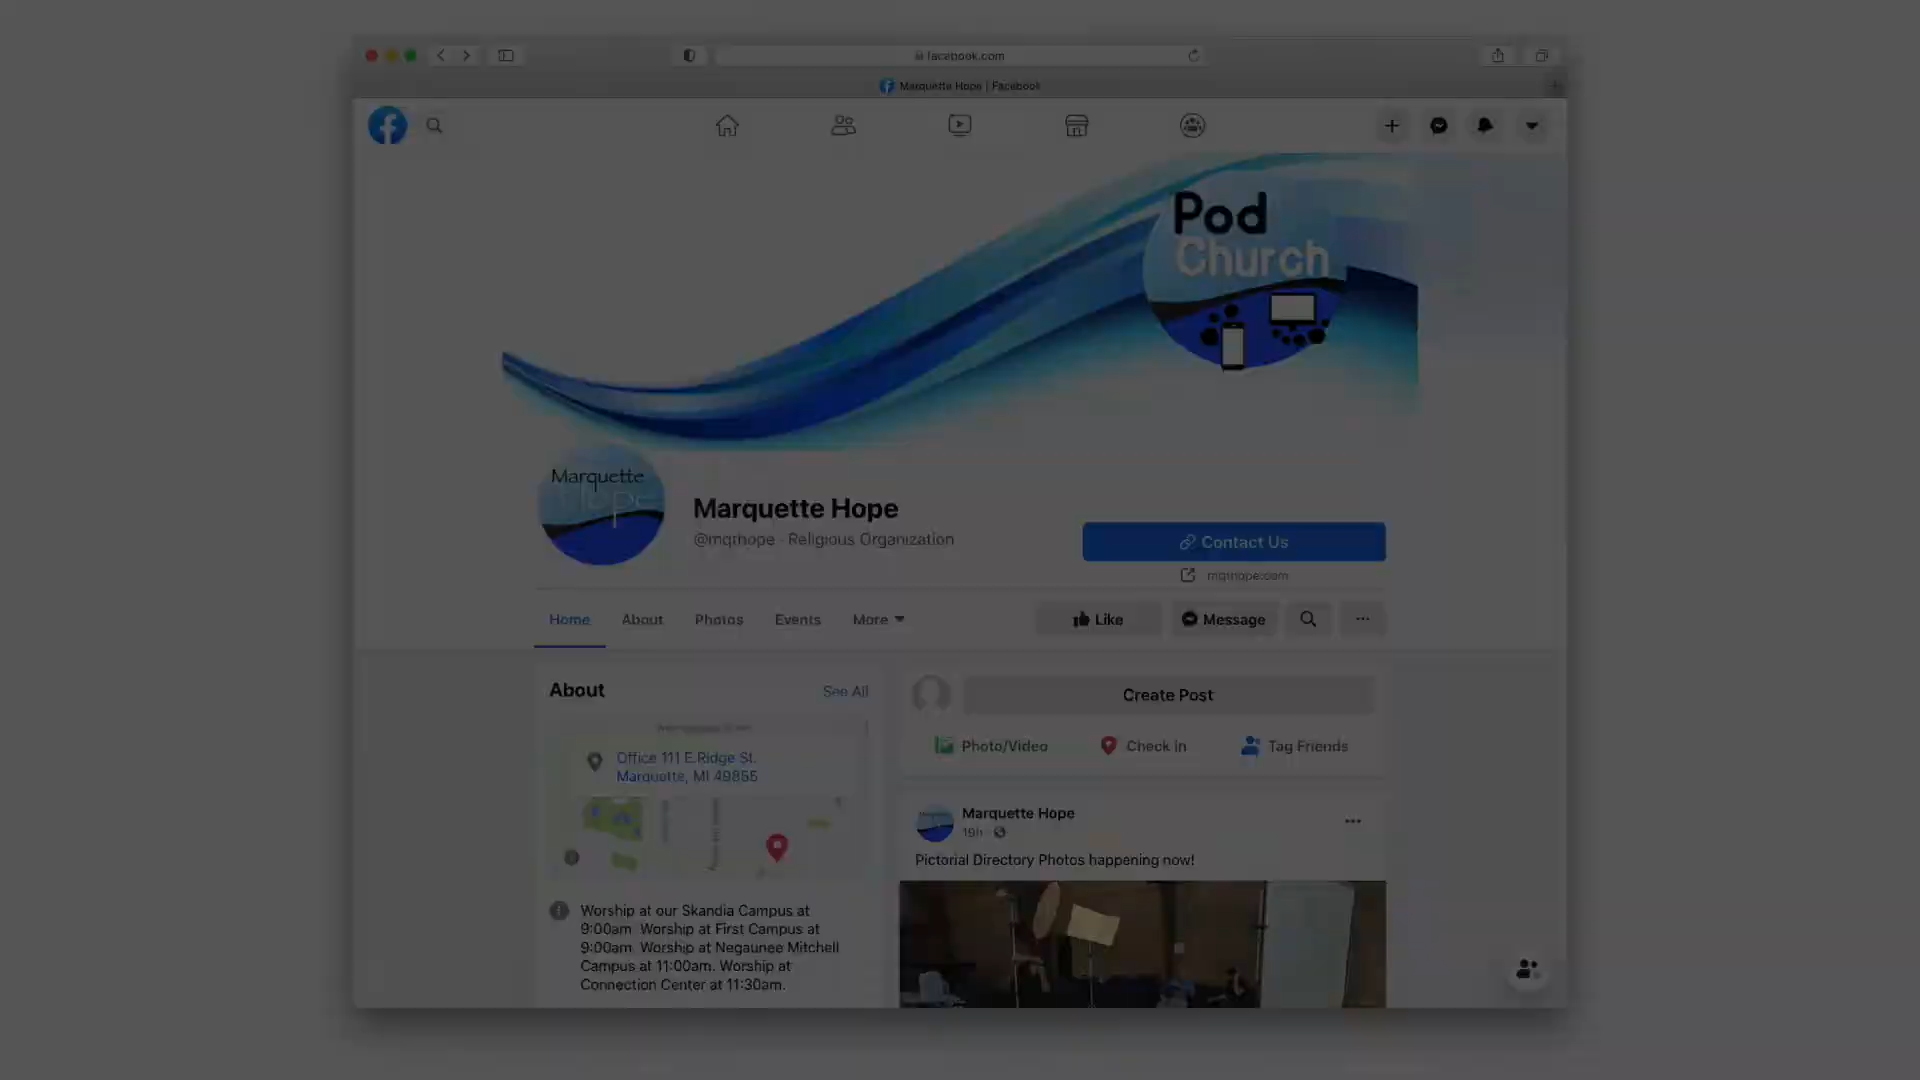 facebook.com
Marquette Hope | Facebook
Pod
Church
Marquette
Hope
Marquette Hope
@mqthope · Religious Organization
Contact Us
mqthope.com
Home
About
Photos
Events
More
Like
Message
About
See All
Office 111 E.Ridge St.
Marquette, MI 49855
Create Post
Photo/Video
Check in
Tag Friends
Marquette Hope
19h ·
Pictorial Directory Photos happening now!
Worship at our Skandia Campus at
9:00am. Worship at First Campus at
9:00am. Worship at Negaunee Mitchell
Campus at 11:00am. Worship at
Connection Center at 11:30am.